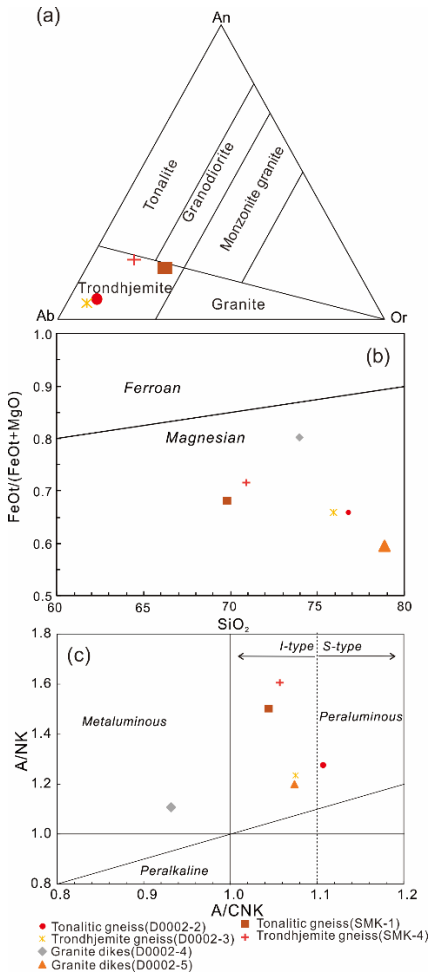 (a)
An
Tonalite
Granodiorite
Monzonite granite
Trondhjemite
Granite
Ab
Or
(b)
Ferroan
Magnesian
FeOt/(FeOt+MgO)
1.0
0.9
0.8
0.7
0.6
0.5
60
65
70
75
80
SiO₂
(c)
I-type
S-type
Metaluminous
Peraluminous
Peralkaline
A/NK
1.8
1.6
1.4
1.2
1.0
0.8
0.8
0.9
1.0
1.1
1.2
A/CNK
Tonalitic gneiss(D0002-2)
Tonalitic gneiss(SMK-1)
Trondhjemite gneiss(D0002-3)
Trondhjemite gneiss(SMK-4)
Granite dikes(D0002-4)
Granite dikes(D0002-5)